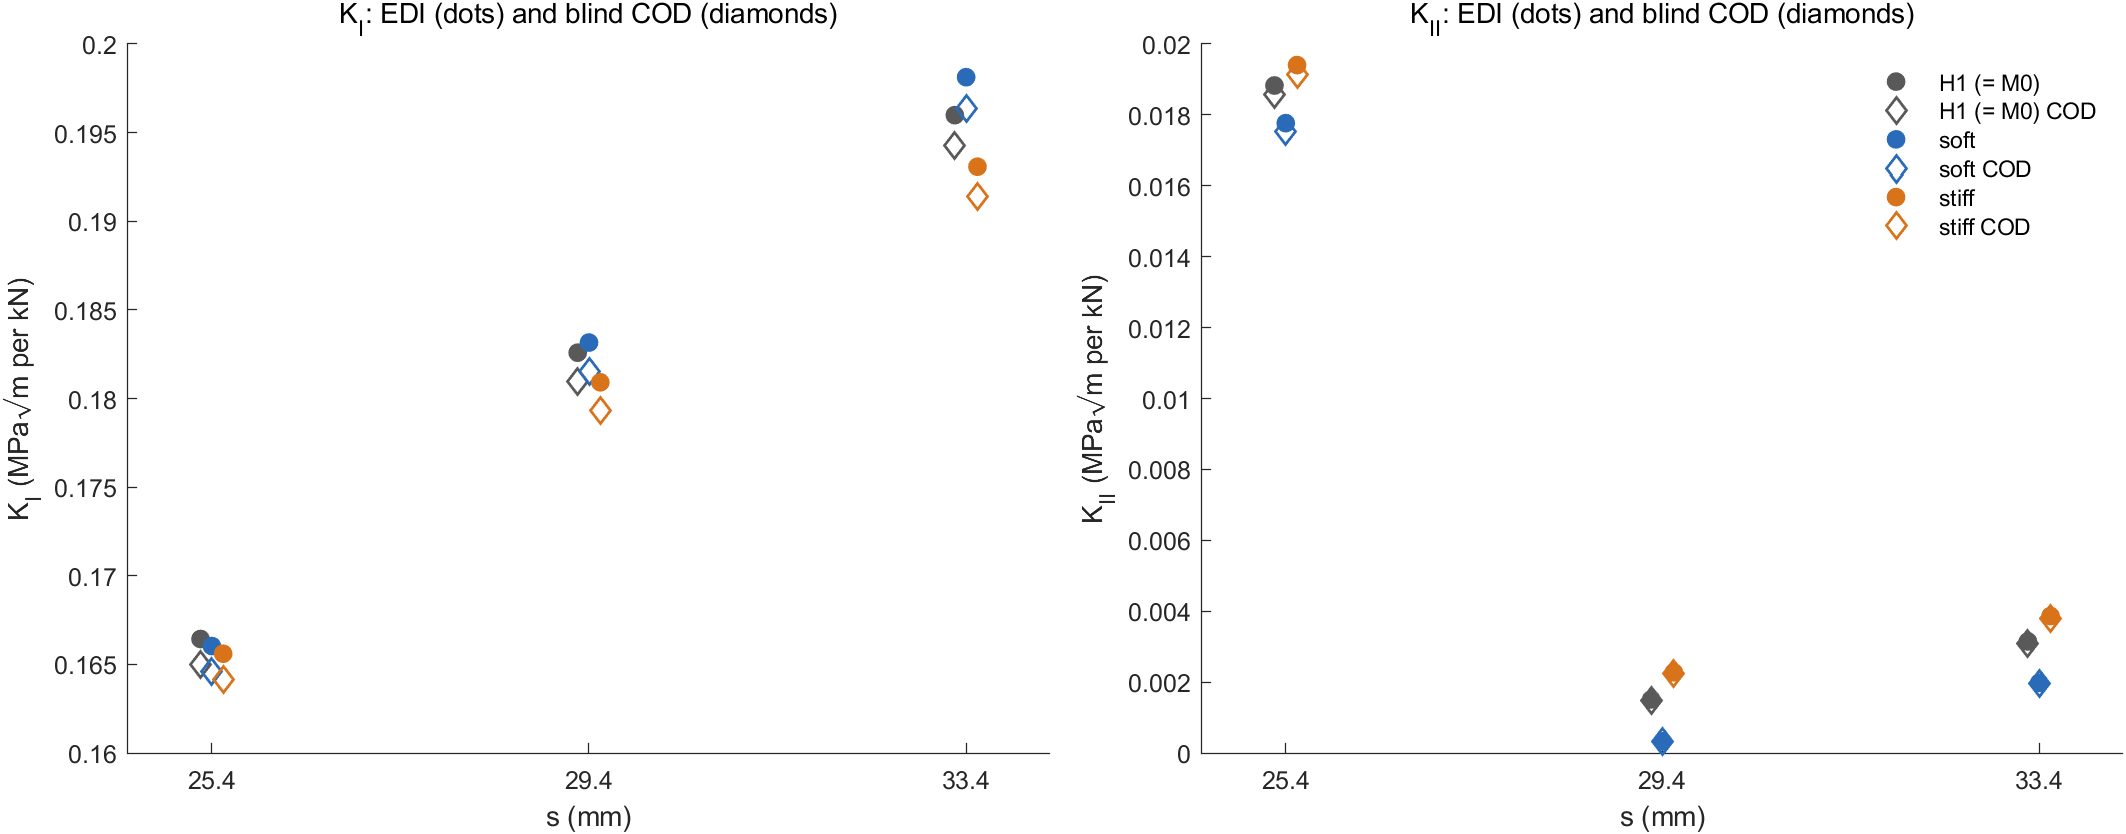 K_I: EDI (dots) and blind COD (diamonds)
0.2
0.195
0.19
0.185
0.18
0.175
0.17
0.165
0.16
K_I (MPa√m per kN)
25.4 29.4 33.4
s (mm)
K_II: EDI (dots) and blind COD (diamonds)
0.02
0.018
0.016
0.014
0.012
0.01
0.008
0.006
0.004
0.002
0
K_II (MPa√m per kN)
25.4 29.4 33.4
s (mm)
H1 (= M0)
H1 (= M0) COD
soft
soft COD
stiff
stiff COD